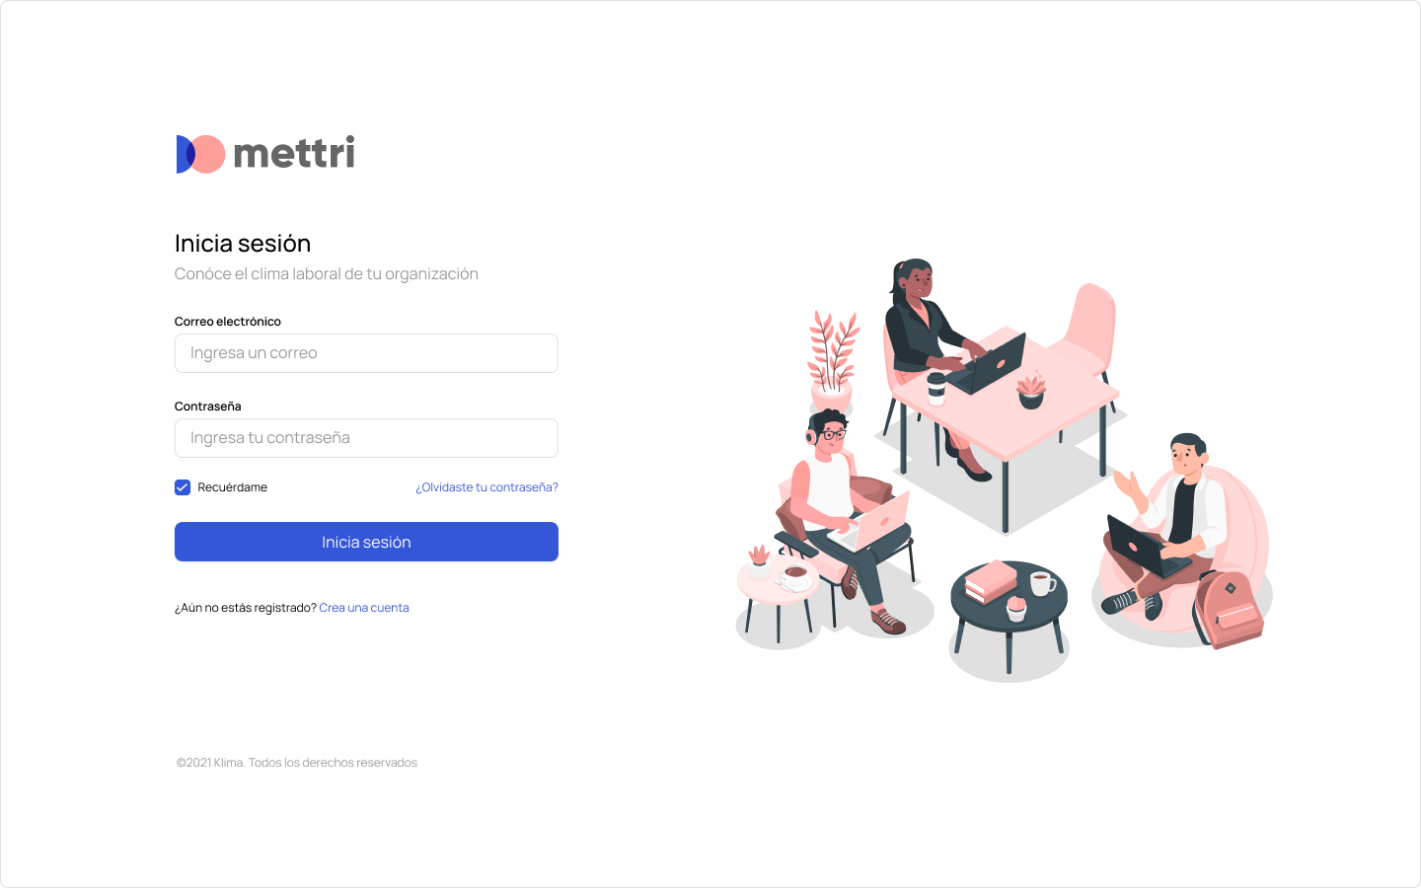 mettri
Inicia sesión
Conóce el clima laboral de tu organización
Correo electrónico
Ingresa un correo
Contraseña
Ingresa tu contraseña
Recuérdame
¿Olvidaste tu contraseña?
Inicia sesión
¿Aún no estás registrado? Crea una cuenta
©2021 Klima. Todos los derechos reservados